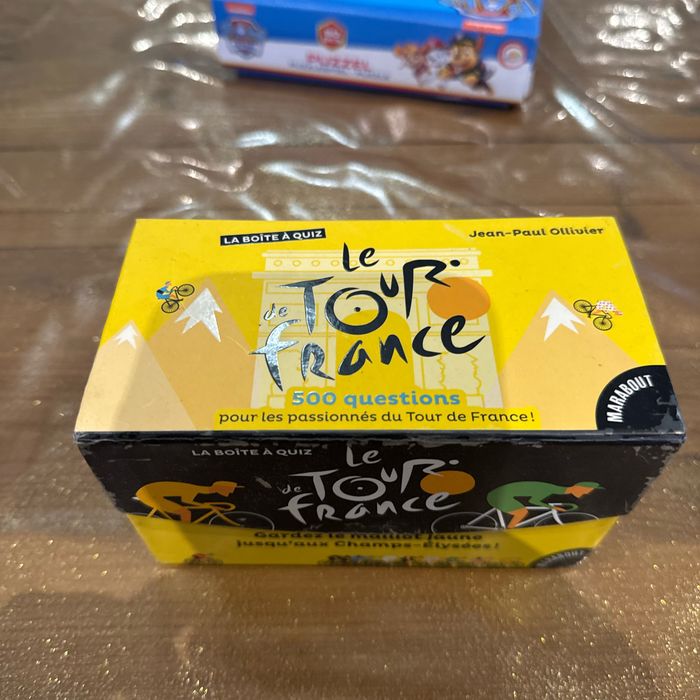 PUZZEL
LA BOÎTE À QUIZ
Jean-Paul Ollivier
Le
TOUR
de
FRANCE
500 questions
pour les passionnés du Tour de France !
MARABOUT
LA BOÎTE À QUIZ
Le
TOUR
de
FRANCE
Gardez le maillot jaune
jusqu'aux Champs-Élysées !
MARABOUT